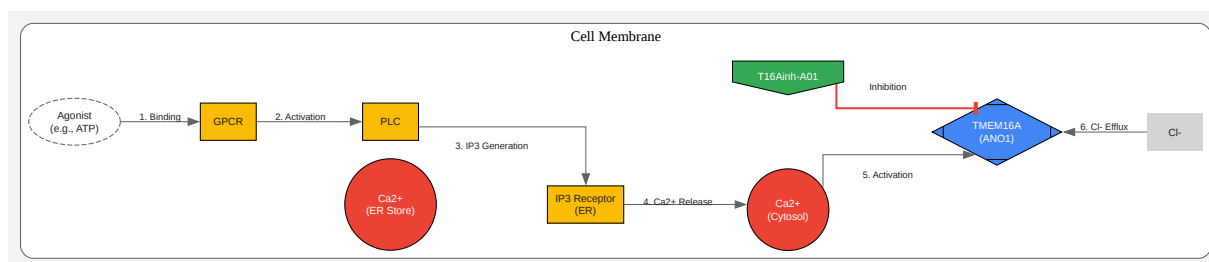 Cell Membrane
T16Ainh-A01
Inhibition
Agonist
(e.g., ATP)
1. Binding
GPCR
2. Activation
PLC
TMEM16A
(ANO1)
6. Cl- Efflux
Cl-
3. IP3 Generation
5. Activation
Ca2+
(ER Store)
IP3 Receptor
(ER)
4. Ca2+ Release
Ca2+
(Cytosol)